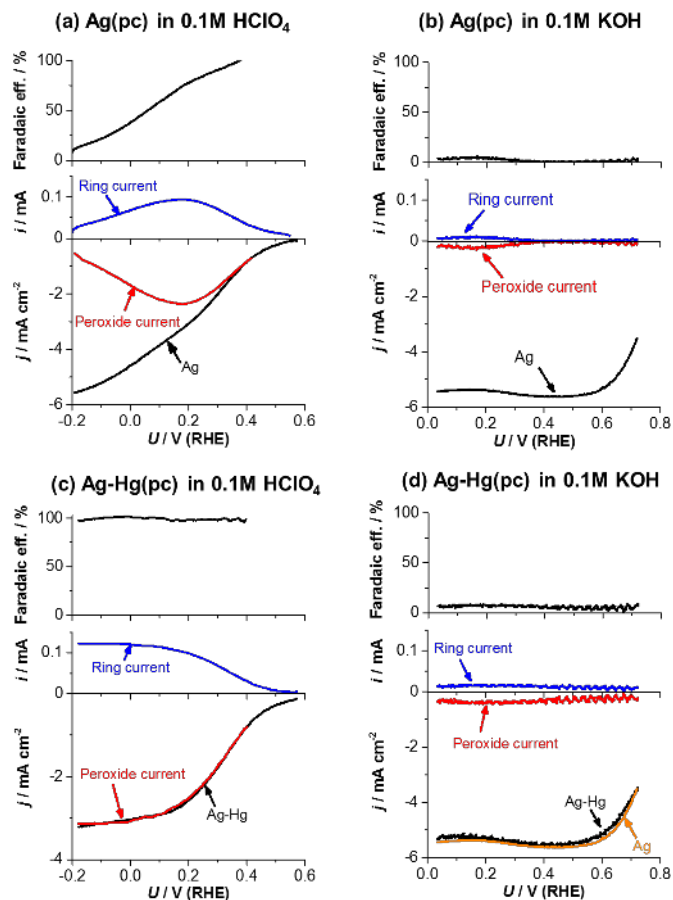 (a) Ag(pc) in 0.1M HClO₄
Faradaic eff. / %
100
50
0
i / mA
0.1
0
Ring current
Peroxide current
Ag
j / mA cm⁻²
-2
-4
-6
-0.2 0.0 0.2 0.4 0.6
U / V (RHE)
(b) Ag(pc) in 0.1M KOH
Faradaic eff. / %
100
50
0
i / mA
0.1
0
Ring current
Peroxide current
Ag
j / mA cm⁻²
-2
-4
-6
0.0 0.2 0.4 0.6 0.8
U / V (RHE)
(c) Ag-Hg(pc) in 0.1M HClO₄
Faradaic eff. / %
100
50
0
i / mA
0.1
0
Ring current
Peroxide current
Ag-Hg
j / mA cm⁻²
-2
-4
-0.2 0.0 0.2 0.4 0.6
U / V (RHE)
(d) Ag-Hg(pc) in 0.1M KOH
Faradaic eff. / %
100
50
0
i / mA
0.1
0
Ring current
Peroxide current
Ag-Hg
Ag
j / mA cm⁻²
-2
-4
-6
0.0 0.2 0.4 0.6 0.8
U / V (RHE)